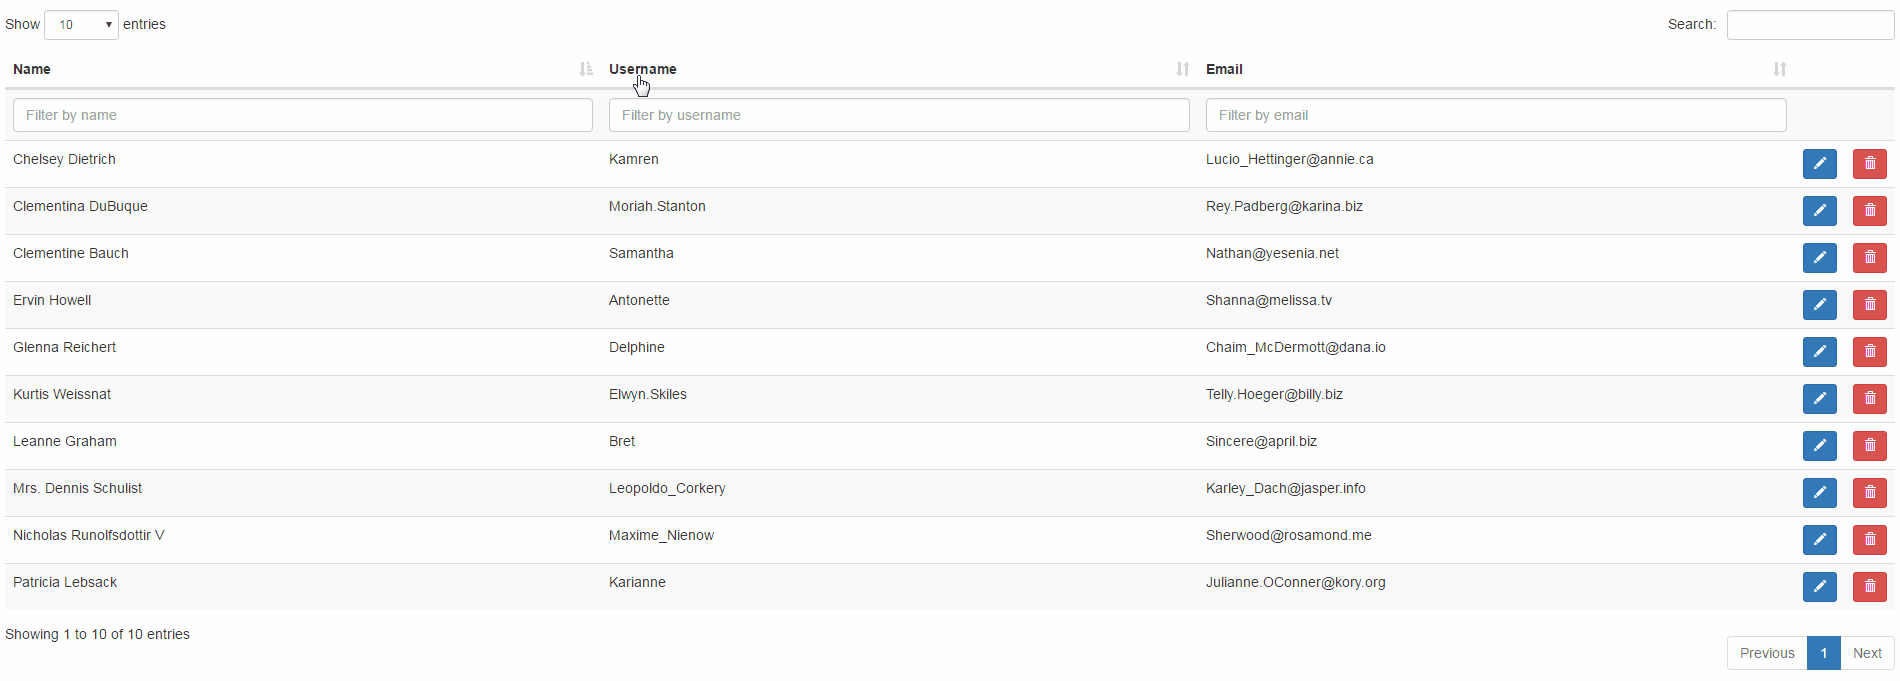 Show 10 entries Search:
Name Username Email
Filter by name Filter by username Filter by email
Chelsey Dietrich Kamren Lucio_Hettinger@annie.ca
Clementina DuBuque Moriah.Stanton Rey.Padberg@karina.biz
Clementine Bauch Samantha Nathan@yesenia.net
Ervin Howell Antonette Shanna@melissa.tv
Glenna Reichert Delphine Chaim_McDermott@dana.io
Kurtis Weissnat Elwyn.Skiles Telly.Hoeger@billy.biz
Leanne Graham Bret Sincere@april.biz
Mrs. Dennis Schulist Leopoldo_Corkery Karley_Dach@jasper.info
Nicholas Runolfsdottir V Maxime_Nienow Sherwood@rosamond.me
Patricia Lebsack Karianne Julianne.OConner@kory.org
Showing 1 to 10 of 10 entries
Previous 1 Next